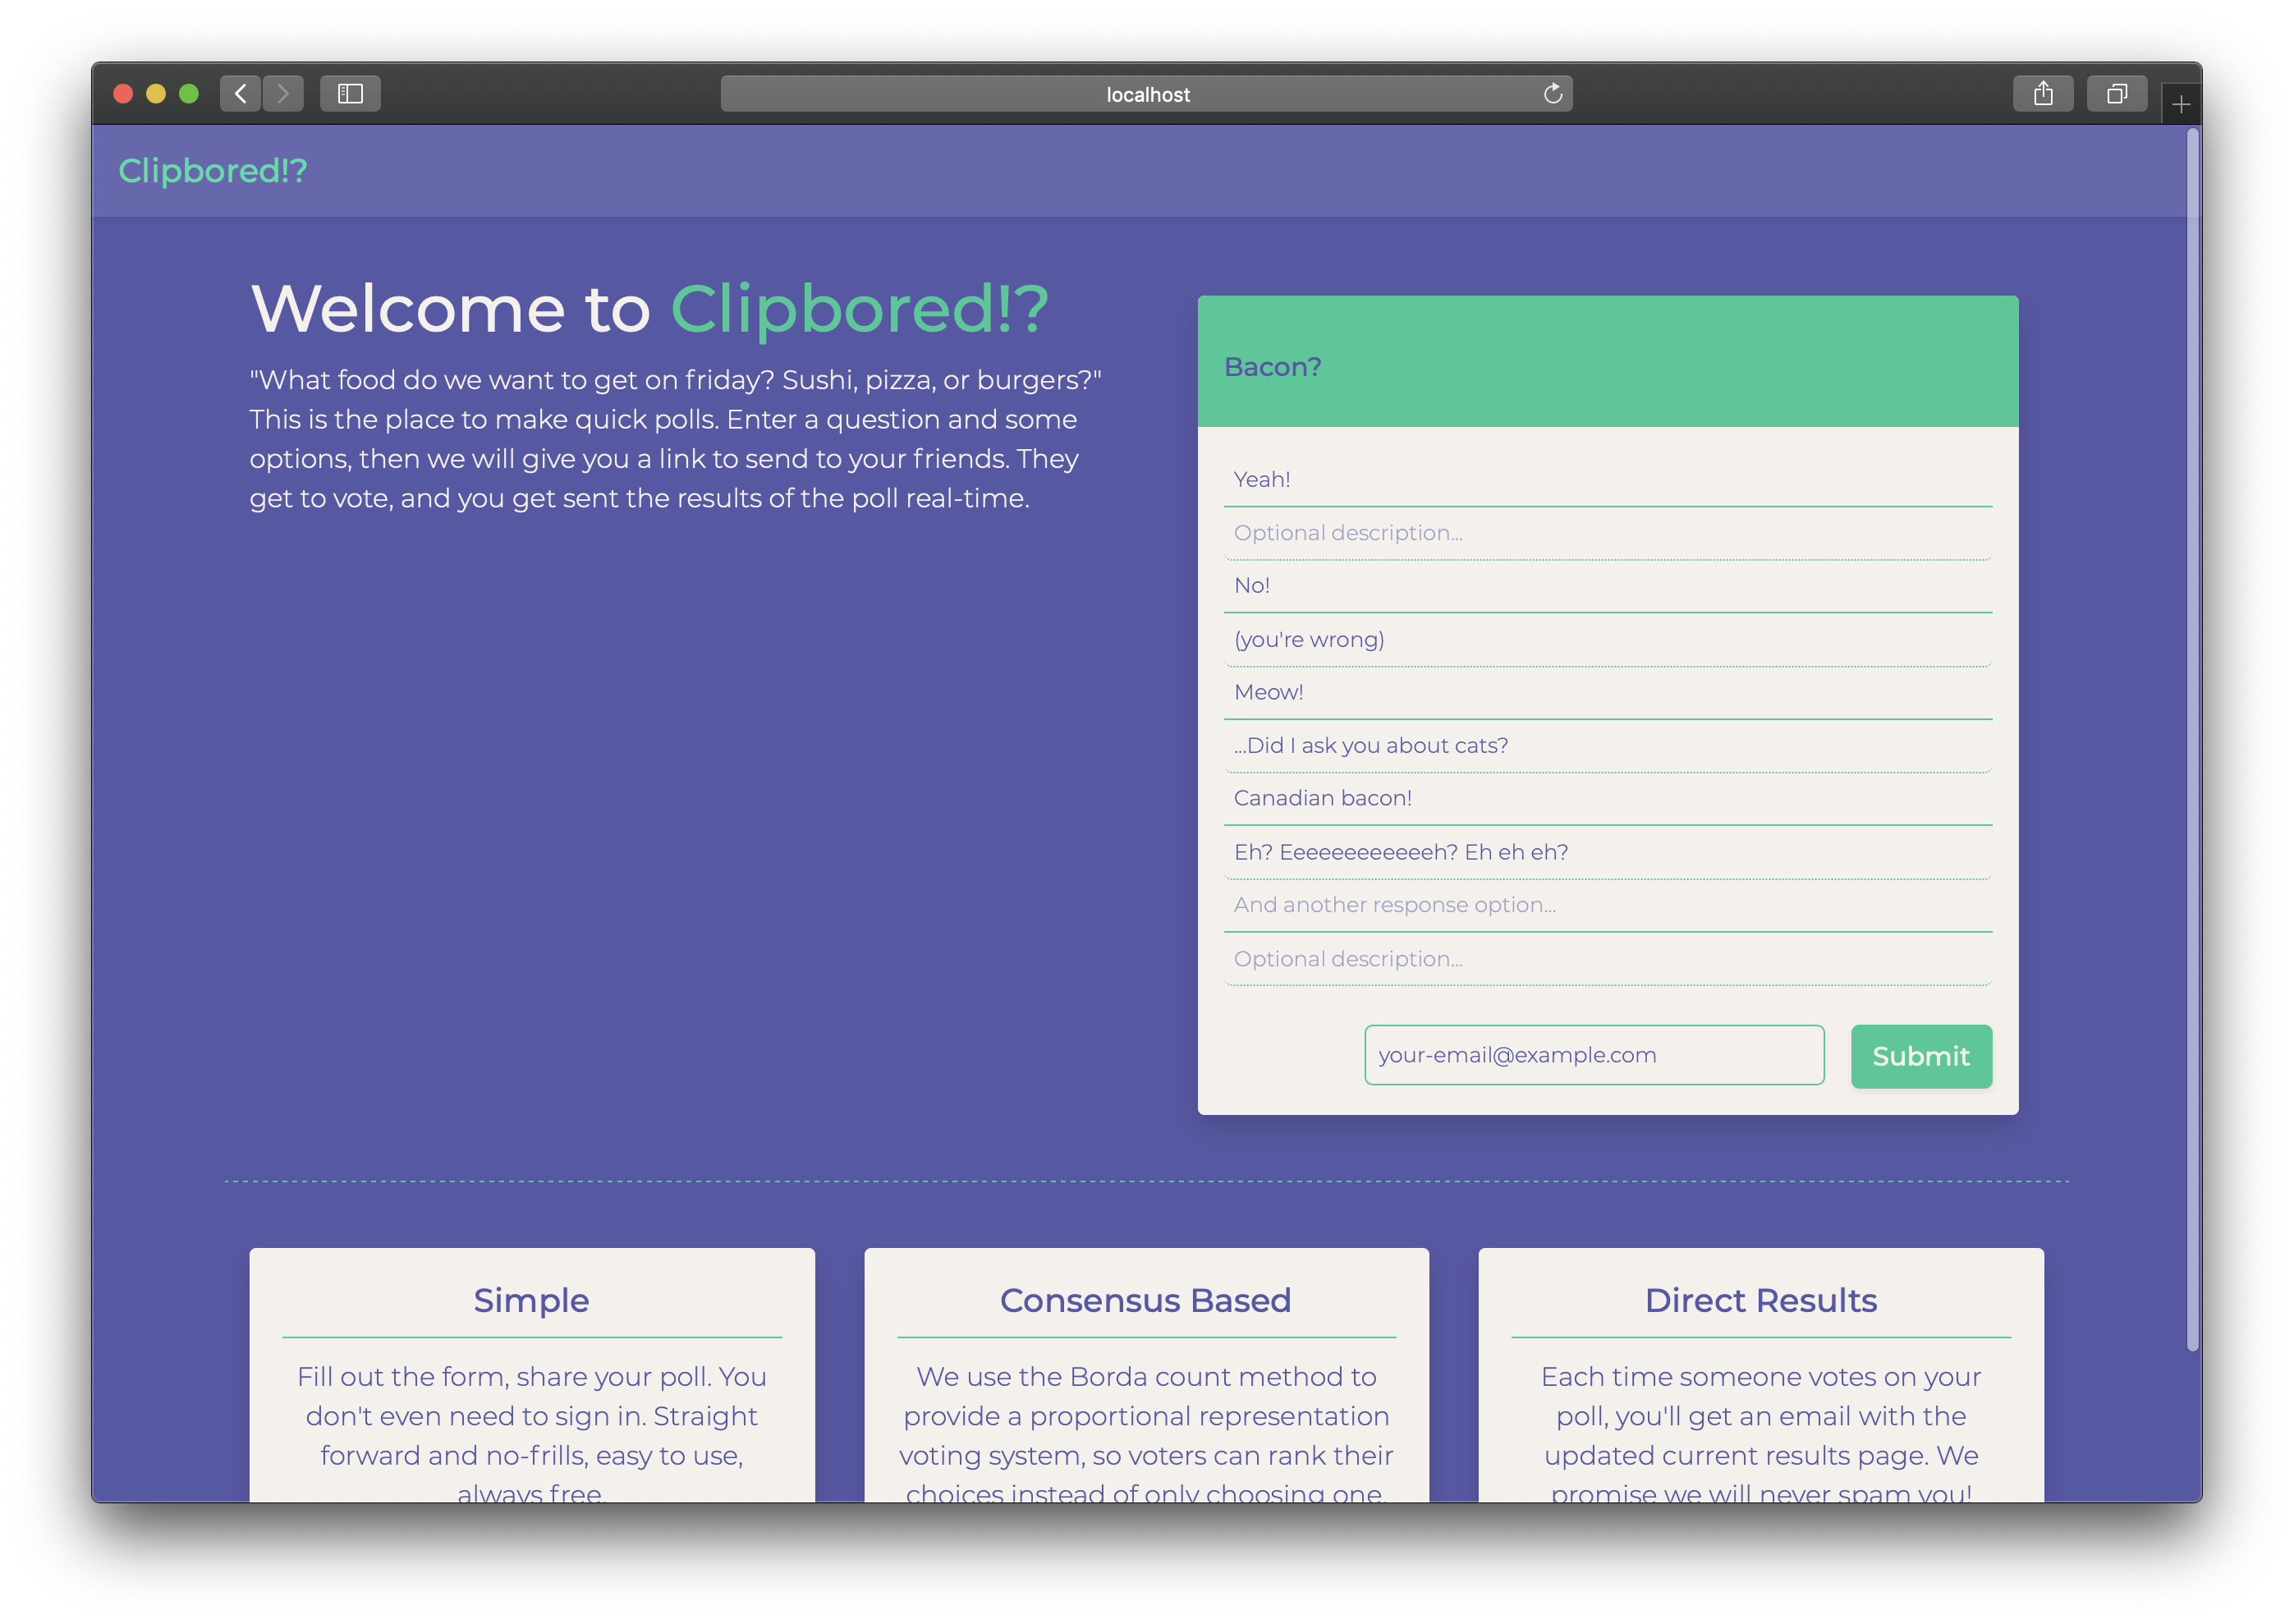 localhost
Clipbored!?
Welcome to Clipbored!?
"What food do we want to get on friday? Sushi, pizza, or burgers?"
This is the place to make quick polls. Enter a question and some
options, then we will give you a link to send to your friends. They
get to vote, and you get sent the results of the poll real-time.
Bacon?
Yeah!
Optional description...
No!
(you're wrong)
Meow!
...Did I ask you about cats?
Canadian bacon!
Eh? Eeeeeeeeeeeeh? Eh eh eh?
And another response option...
Optional description...
your-email@example.com
Submit
Simple
Fill out the form, share your poll. You
don't even need to sign in. Straight
forward and no-frills, easy to use,
always free.
Consensus Based
We use the Borda count method to
provide a proportional representation
voting system, so voters can rank their
choices instead of only choosing one.
Direct Results
Each time someone votes on your
poll, you'll get an email with the
updated current results page. We
promise we will never spam you!